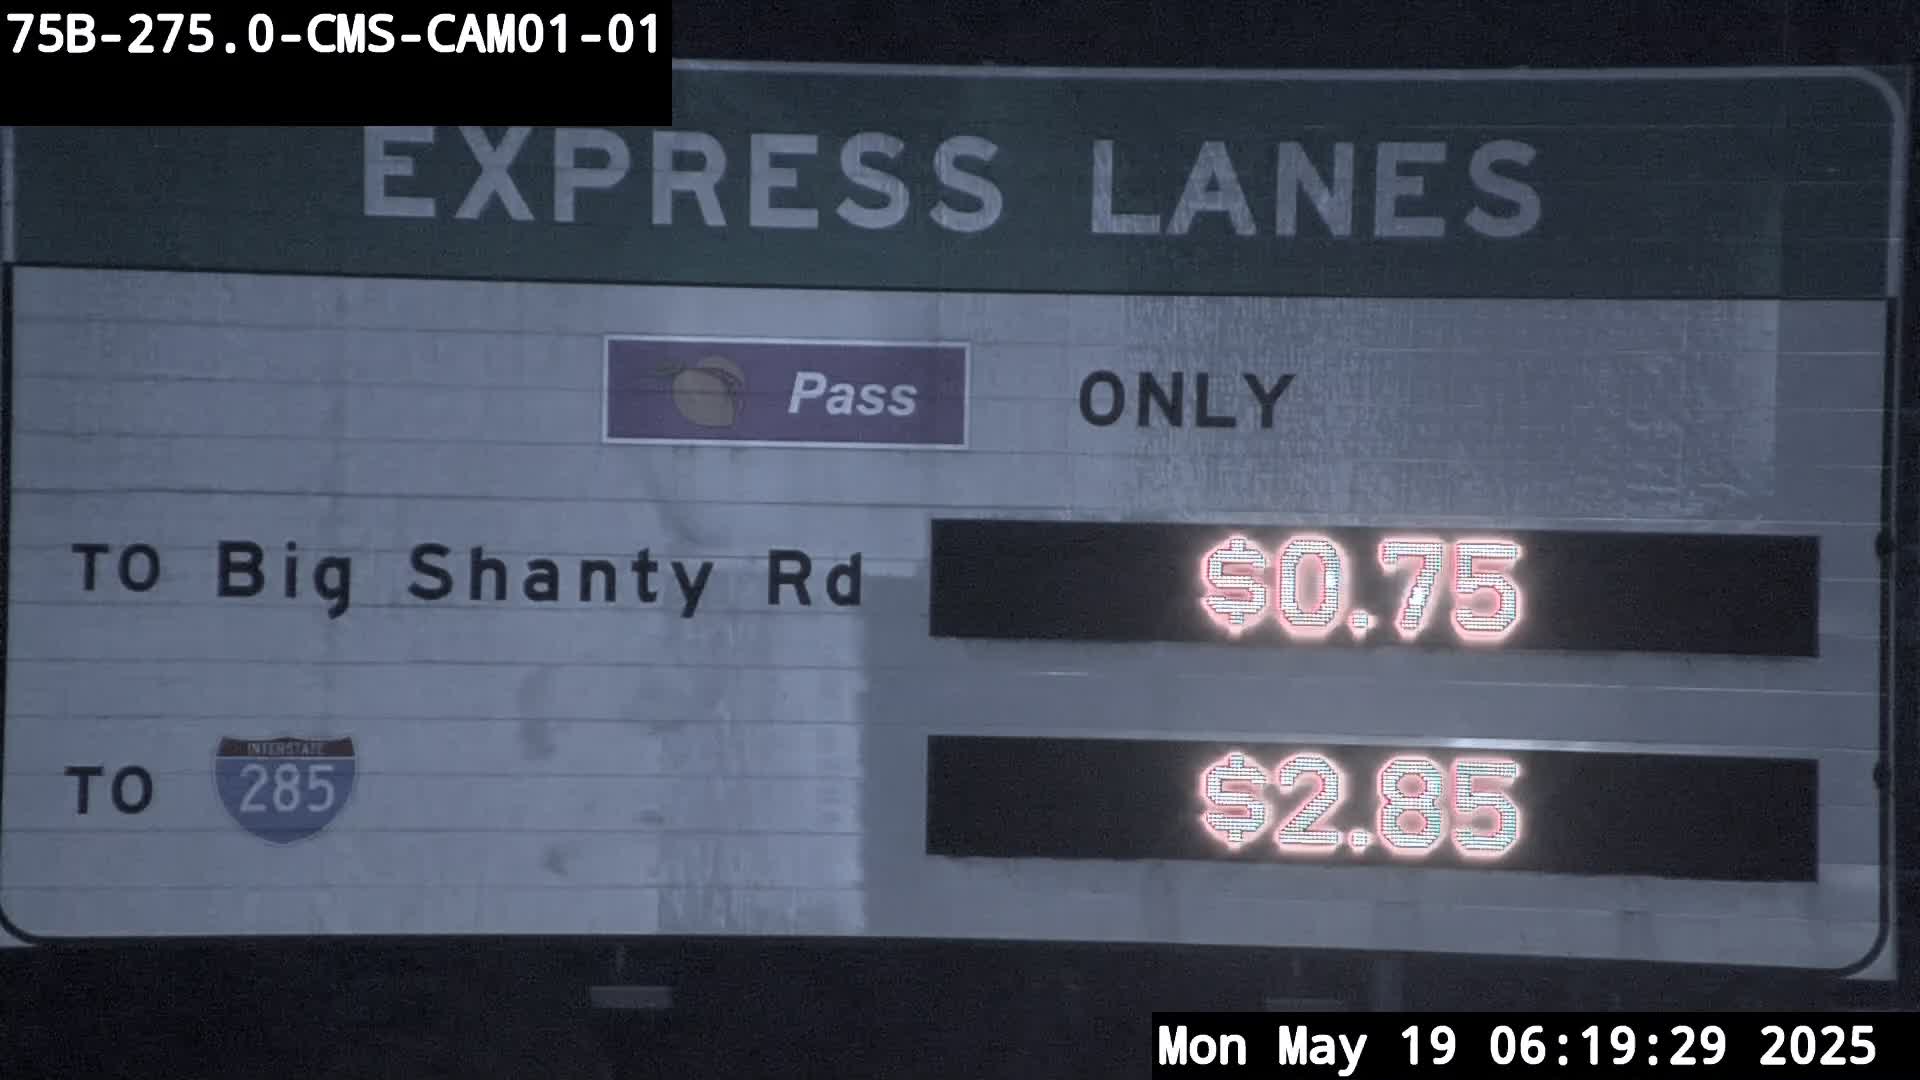 75B-275.0-CMS-CAM01-01
EXPRESS LANES
Pass ONLY
TO Big Shanty Rd $0.75
INTERSTATE
TO 285 $2.85
Mon May 19 06:19:29 2025